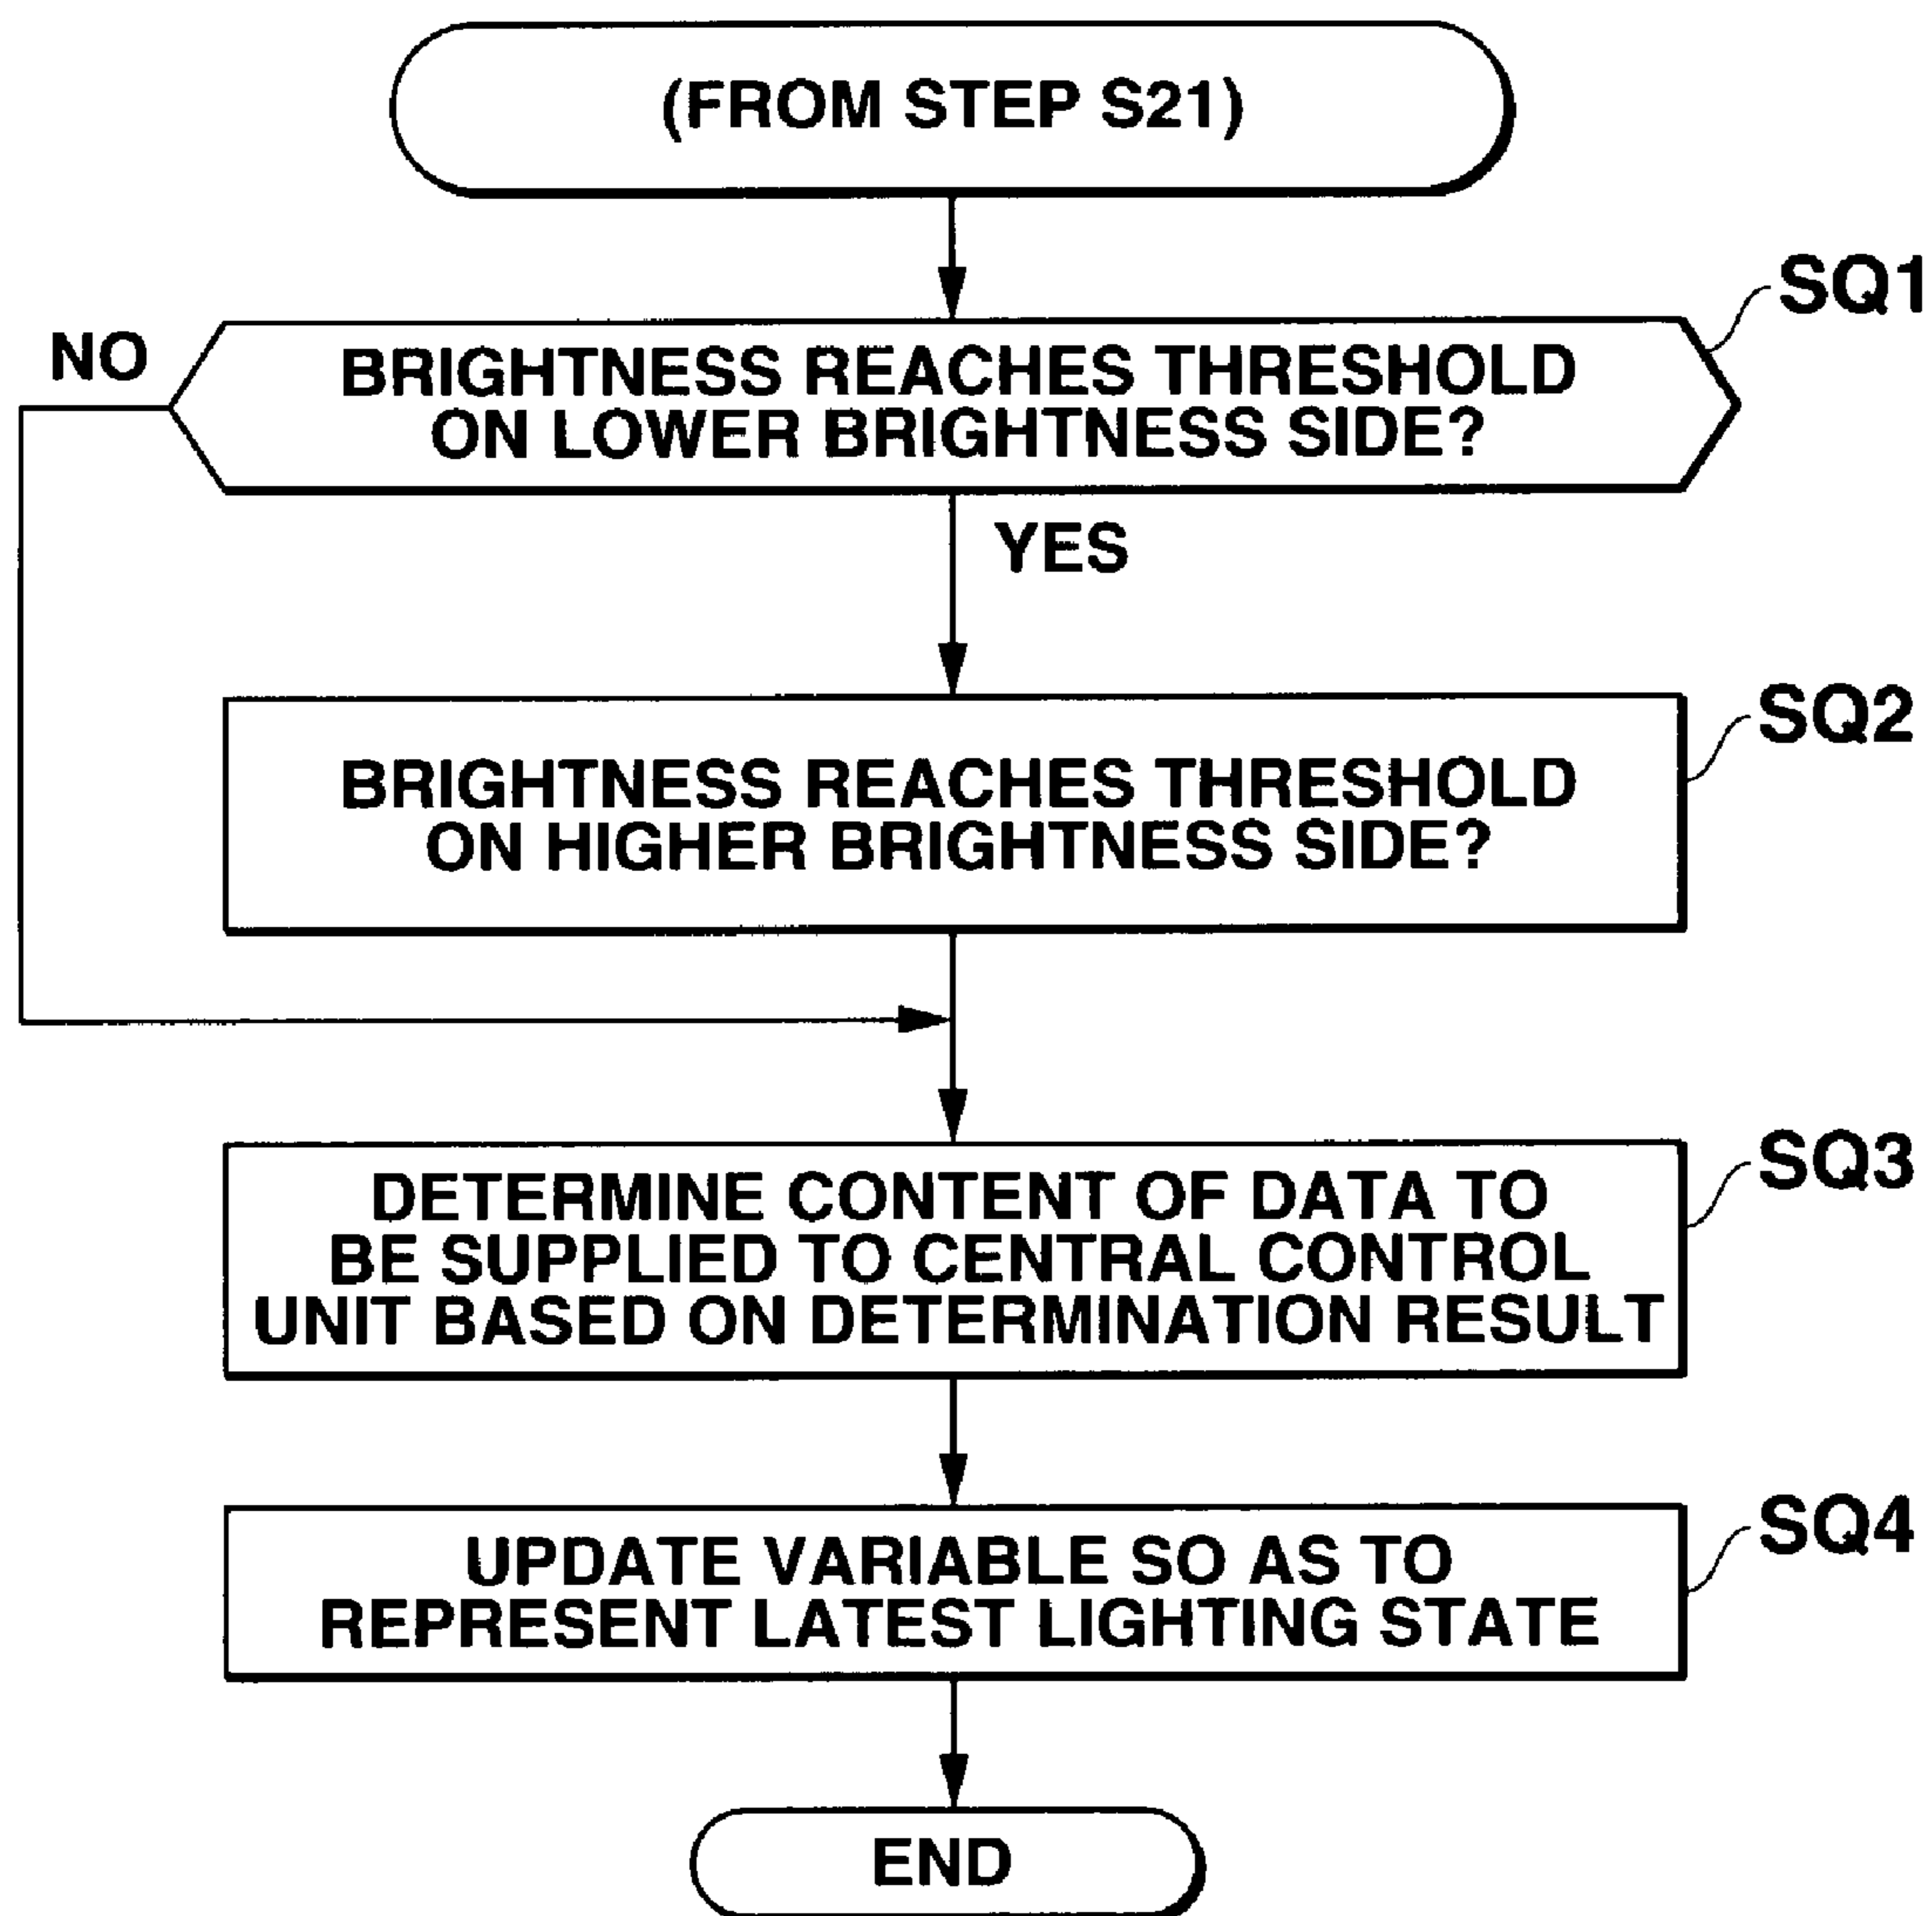 (FROM STEP S21)
SQ1
NO
BRIGHTNESS REACHES THRESHOLD
ON LOWER BRIGHTNESS SIDE?
YES
SQ2
BRIGHTNESS REACHES THRESHOLD
ON HIGHER BRIGHTNESS SIDE?
SQ3
DETERMINE CONTENT OF DATA TO
BE SUPPLIED TO CENTRAL CONTROL
UNIT BASED ON DETERMINATION RESULT
SQ4
UPDATE VARIABLE SO AS TO
REPRESENT LATEST LIGHTING STATE
END